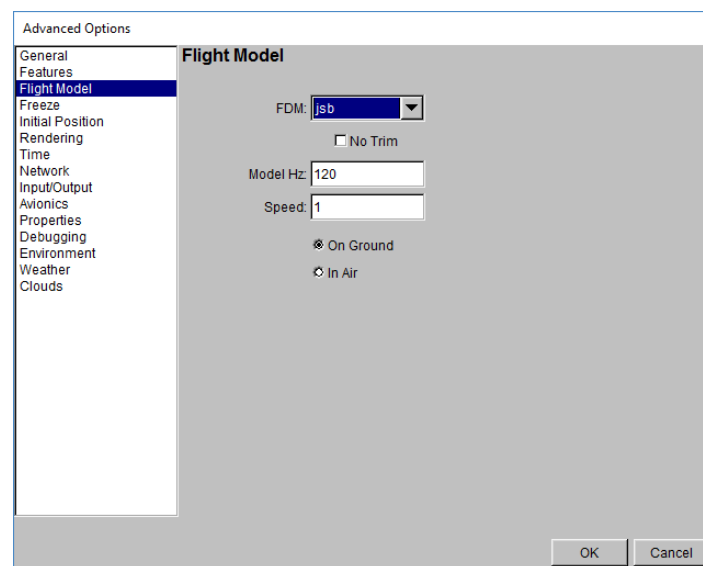 Advanced Options
General
Features
Flight Model
Freeze
Initial Position
Rendering
Time
Network
Input/Output
Avionics
Properties
Debugging
Environment
Weather
Clouds
Flight Model
FDM: jsb
No Trim
Model Hz: 120
Speed: 1
On Ground
In Air
OK Cancel